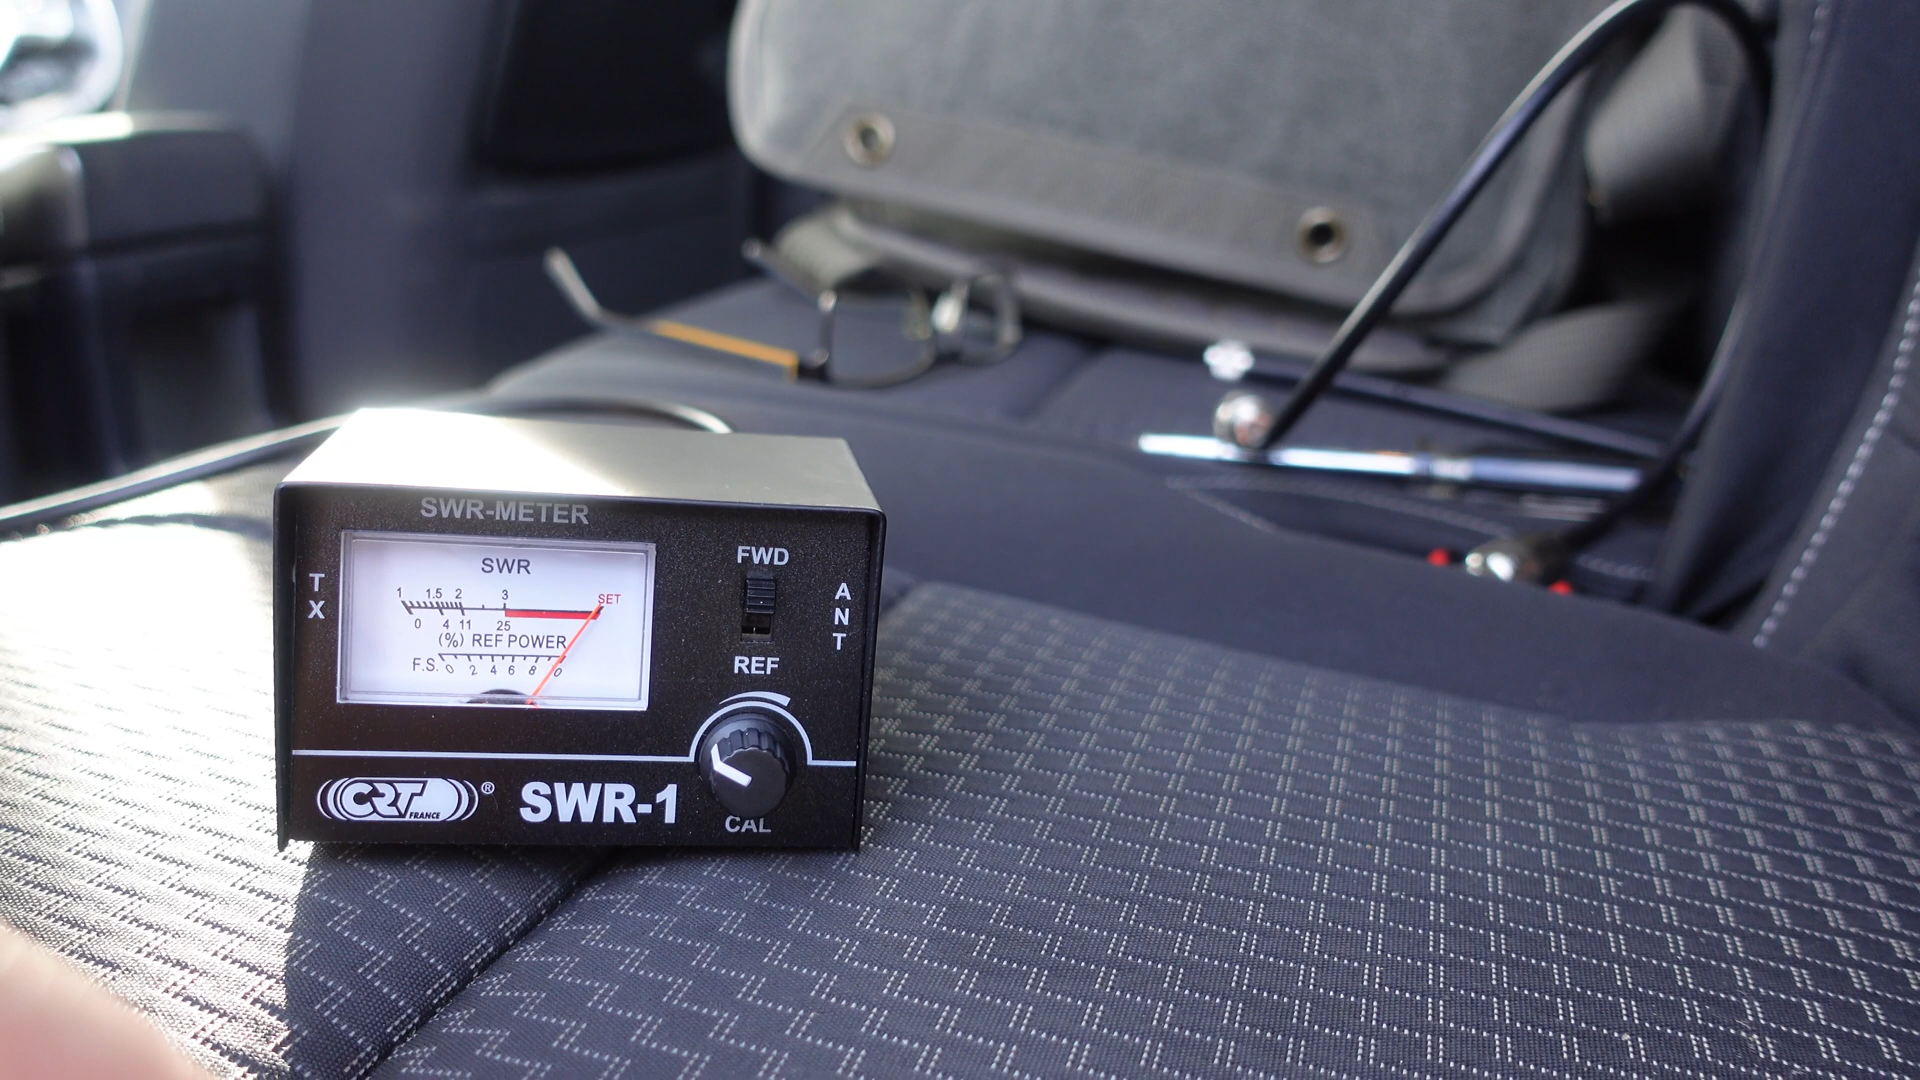 SWR-METER
SWR
1 1.5 2 3 SET
0 4 11 25
(%) REF POWER
F.S. 0 2 4 6 8
TX
FWD
REF
ANT
CRT FRANCE ®
SWR-1
CAL